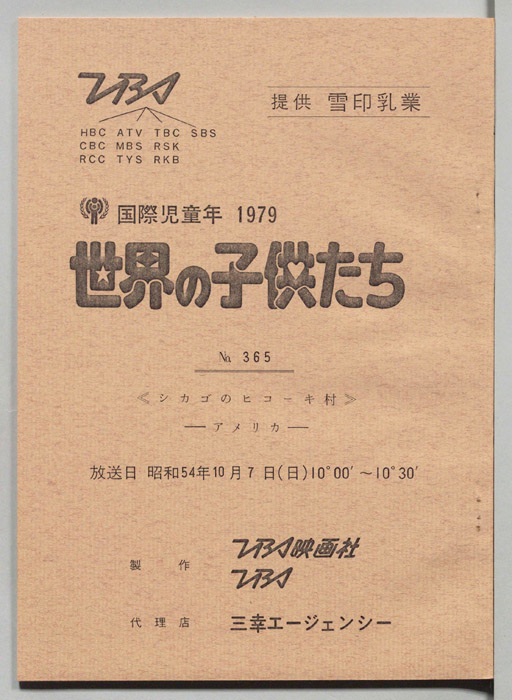 TBS
提供 雪印乳業
HBC ATV TBC SBS
CBC MBS RSK
RCC TYS RKB
国際児童年 1979
世界の子供たち
№ 365
≪シカゴのヒコーキ村≫
──アメリカ──
放送日 昭和54年10月7日(日)10°00′～10°30′
製作 TBS映画社
TBS
代理店 三幸エージェンシー